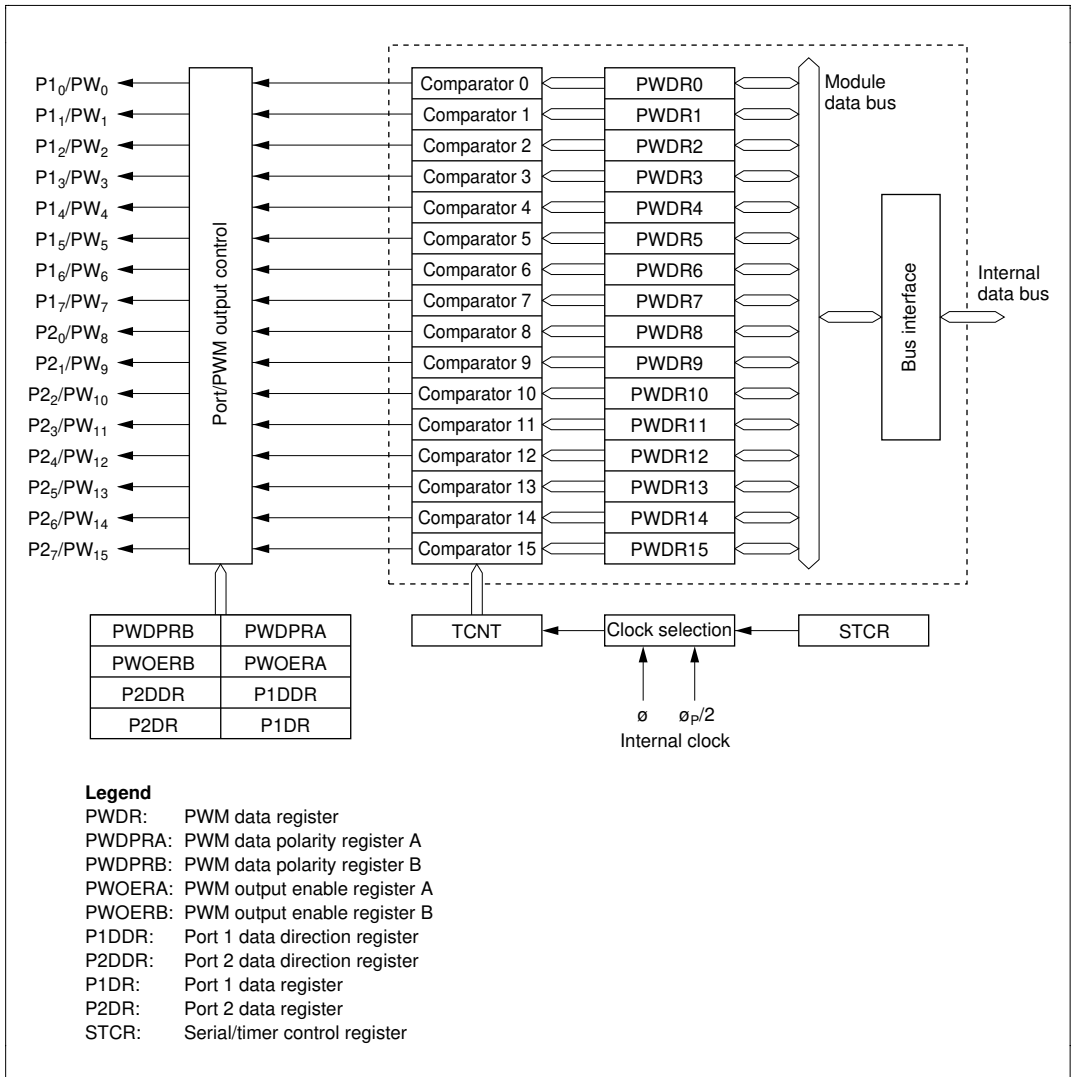 P1₀/PW₀ Comparator 0 PWDR0 Module
data bus
P1₁/PW₁ Comparator 1 PWDR1
P1₂/PW₂ Comparator 2 PWDR2
P1₃/PW₃ Comparator 3 PWDR3
P1₄/PW₄ Comparator 4 PWDR4
P1₅/PW₅ Comparator 5 PWDR5
P1₆/PW₆ Comparator 6 PWDR6
P1₇/PW₇ Comparator 7 PWDR7
P2₀/PW₈ Comparator 8 PWDR8
P2₁/PW₉ Comparator 9 PWDR9
P2₂/PW₁₀ Comparator 10 PWDR10
P2₃/PW₁₁ Comparator 11 PWDR11
P2₄/PW₁₂ Comparator 12 PWDR12
P2₅/PW₁₃ Comparator 13 PWDR13
P2₆/PW₁₄ Comparator 14 PWDR14
P2₇/PW₁₅ Comparator 15 PWDR15
Port/PWM output control
Bus interface
Internal
data bus
PWDPRB PWDPRA
PWOERB PWOERA
P2DDR P1DDR
P2DR P1DR
TCNT Clock selection STCR
ø ø_P/2
Internal clock
Legend
PWDR: PWM data register
PWDPRA: PWM data polarity register A
PWDPRB: PWM data polarity register B
PWOERA: PWM output enable register A
PWOERB: PWM output enable register B
P1DDR: Port 1 data direction register
P2DDR: Port 2 data direction register
P1DR: Port 1 data register
P2DR: Port 2 data register
STCR: Serial/timer control register